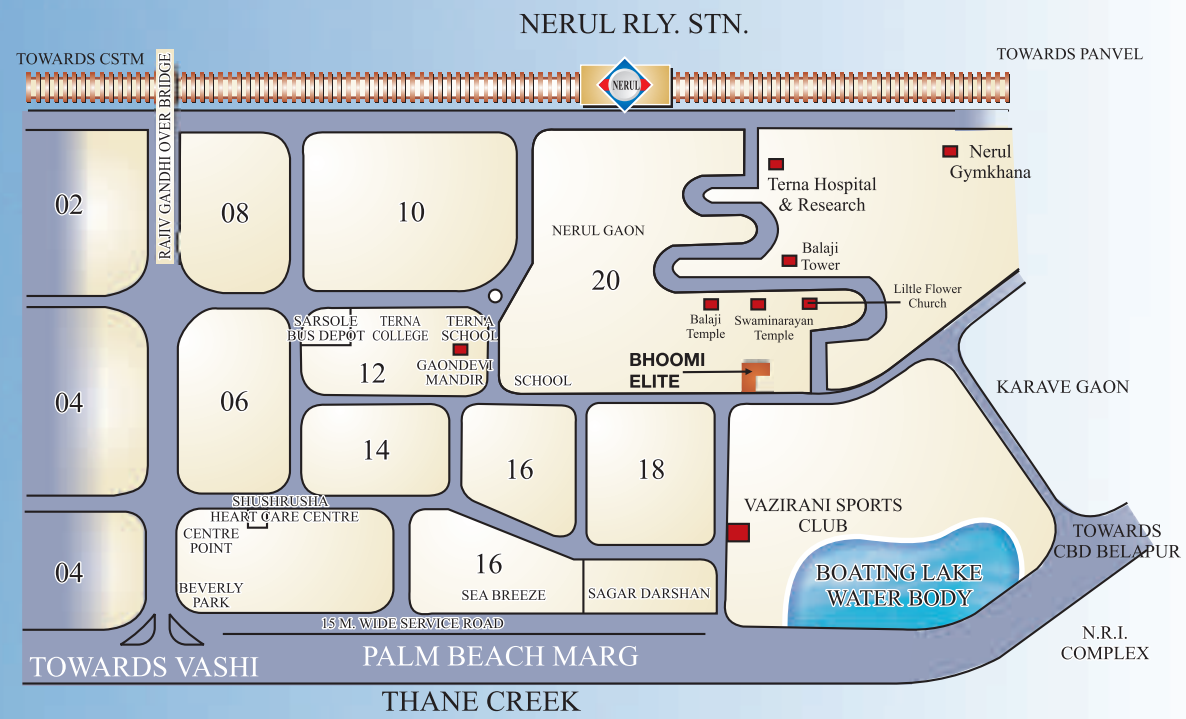 NERUL RLY. STN.
TOWARDS CSTM
TOWARDS PANVEL
NERUL
RAJIV GANDHI OVER BRIDGE
02
08
10
NERUL GAON
20
Terna Hospital
& Research
Nerul
Gymkhana
Balaji
Tower
Liltle Flower
Church
Balaji
Temple
Swaminarayan
Temple
SARSOLE
BUS DEPOT
TERNA
COLLEGE
TERNA
SCHOOL
GAONDEVI
MANDIR
12
SCHOOL
BHOOMI
ELITE
KARAVE GAON
04
06
14
16
18
SHUSHRUSHA
HEART CARE CENTRE
CENTRE
POINT
BEVERLY
PARK
04
16
SEA BREEZE
SAGAR DARSHAN
VAZIRANI SPORTS
CLUB
BOATING LAKE
WATER BODY
TOWARDS
CBD BELAPUR
N.R.I.
COMPLEX
15 M. WIDE SERVICE ROAD
TOWARDS VASHI
PALM BEACH MARG
THANE CREEK